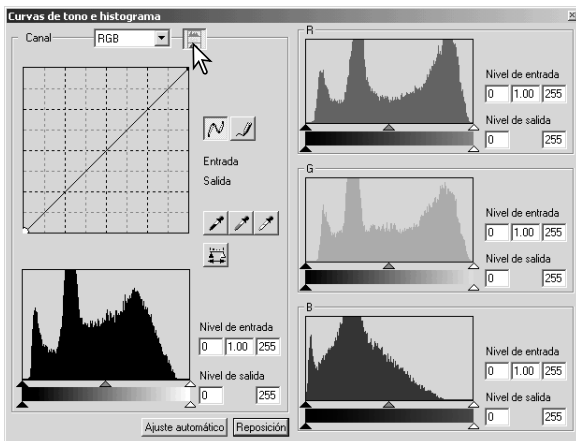 Curvas de tono e histograma
Canal
RGB
Entrada
Salida
Nivel de entrada
0 1.00 255
Nivel de salida
0 255
Ajuste automático Reposición
R
Nivel de entrada
0 1.00 255
Nivel de salida
0 255
G
Nivel de entrada
0 1.00 255
Nivel de salida
0 255
B
Nivel de entrada
0 1.00 255
Nivel de salida
0 255